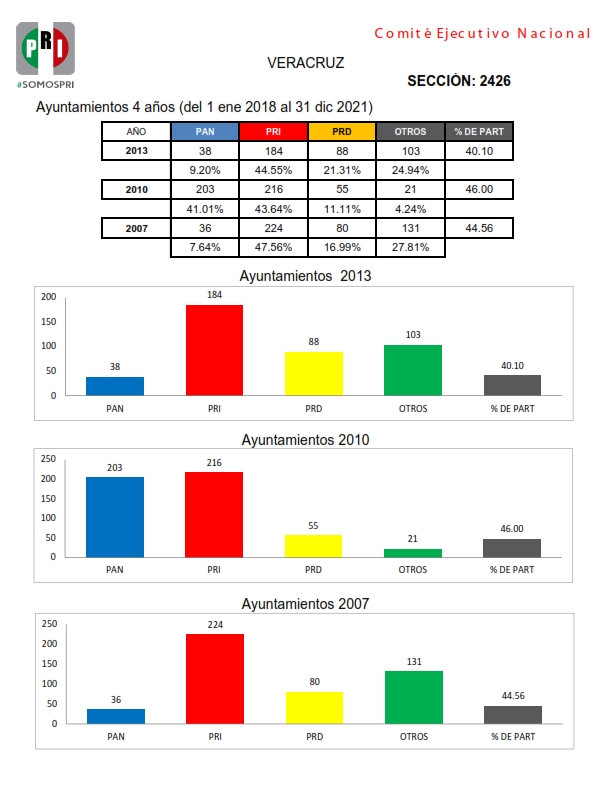 Comité Ejecutivo Nacional
PRI
#SOMOSPRI
VERACRUZ
SECCIÓN: 2426
Ayuntamientos 4 años (del 1 ene 2018 al 31 dic 2021)
AÑO PAN PRI PRD OTROS % DE PART
2013 38 184 88 103 40.10
9.20% 44.55% 21.31% 24.94%
2010 203 216 55 21 46.00
41.01% 43.64% 11.11% 4.24%
2007 36 224 80 131 44.56
7.64% 47.56% 16.99% 27.81%
Ayuntamientos 2013
200
150
100
50
0
38 184 88 103 40.10
PAN PRI PRD OTROS % DE PART
Ayuntamientos 2010
250
200
150
100
50
0
203 216 55 21 46.00
PAN PRI PRD OTROS % DE PART
Ayuntamientos 2007
250
200
150
100
50
0
36 224 80 131 44.56
PAN PRI PRD OTROS % DE PART